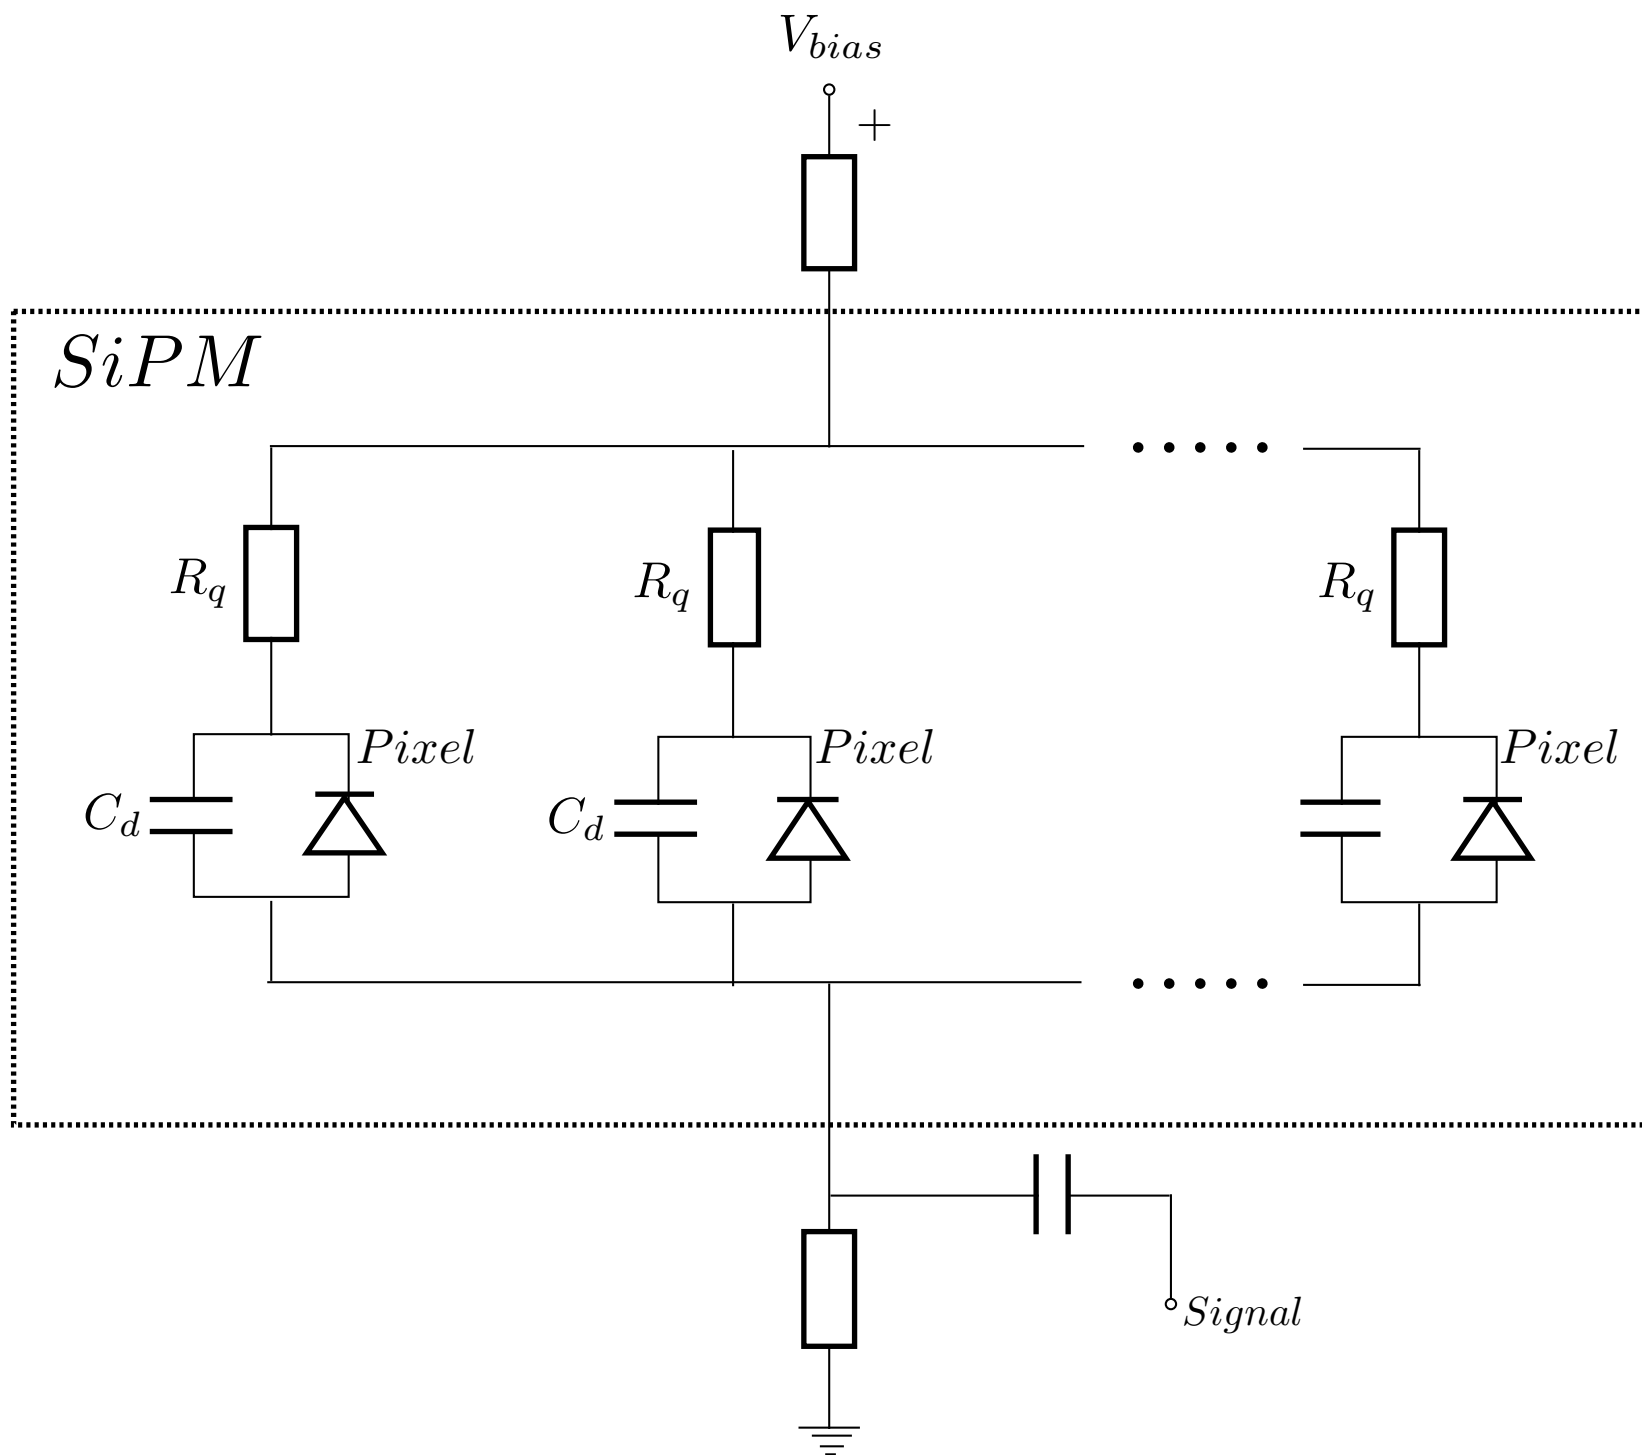 V_bias
+
SiPM
R_q R_q R_q
Pixel Pixel Pixel
C_d C_d
Signal